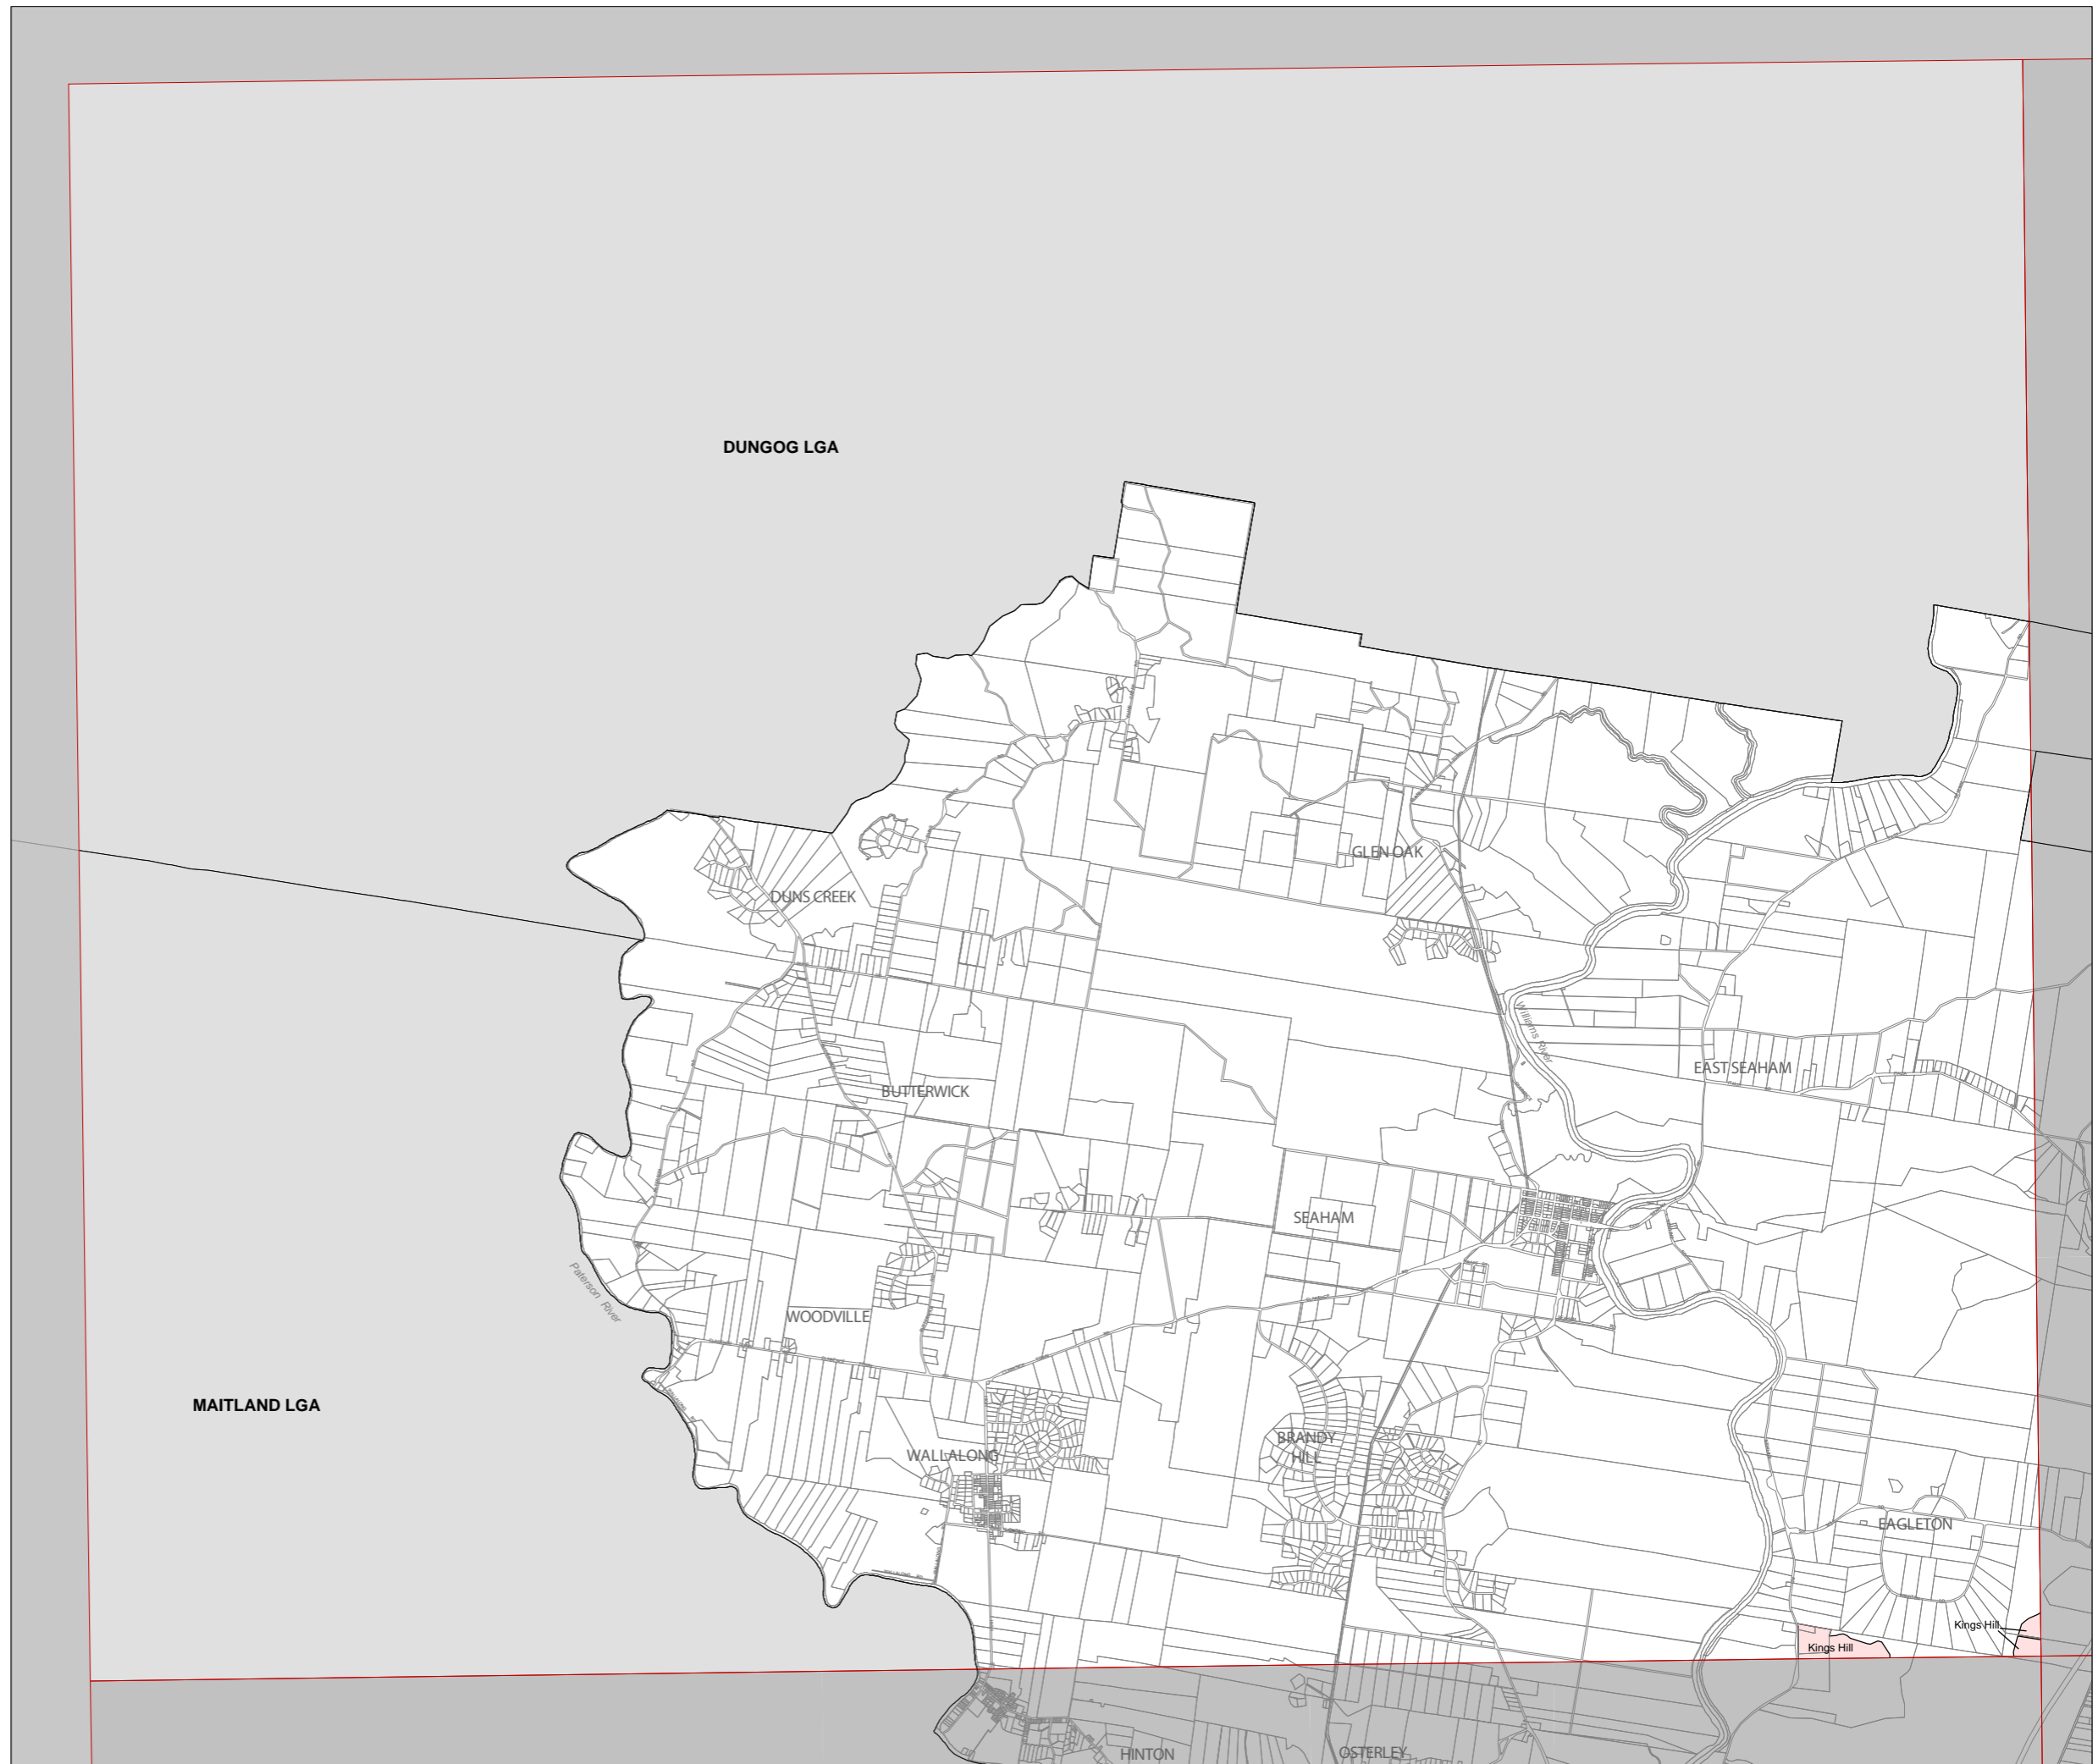 DUNGOG LGA
GLEN OAK
DUNS CREEK
Williams River
EAST SEAHAM
BUTTERWICK
SEAHAM
Paterson River
WOODVILLE
MAITLAND LGA
BRANDY
HILL
WALLALONG
EAGLETON
Kings Hill
Kings Hill
HINTON
OSTERLEY